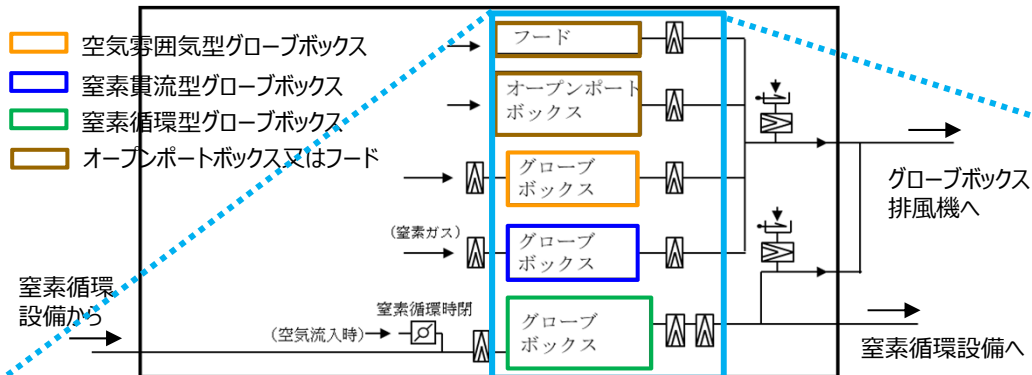 空気雰囲気型グローブボックス
窒素貫流型グローブボックス
窒素循環型グローブボックス
オープンポートボックス又はフード
フード
オープンポート
ボックス
グローブ
ボックス
(窒素ガス)
グローブ
ボックス
窒素循環
設備から
窒素循環時閉
(空気流入時)
グローブ
ボックス
グローブボックス
排風機へ
窒素循環設備へ